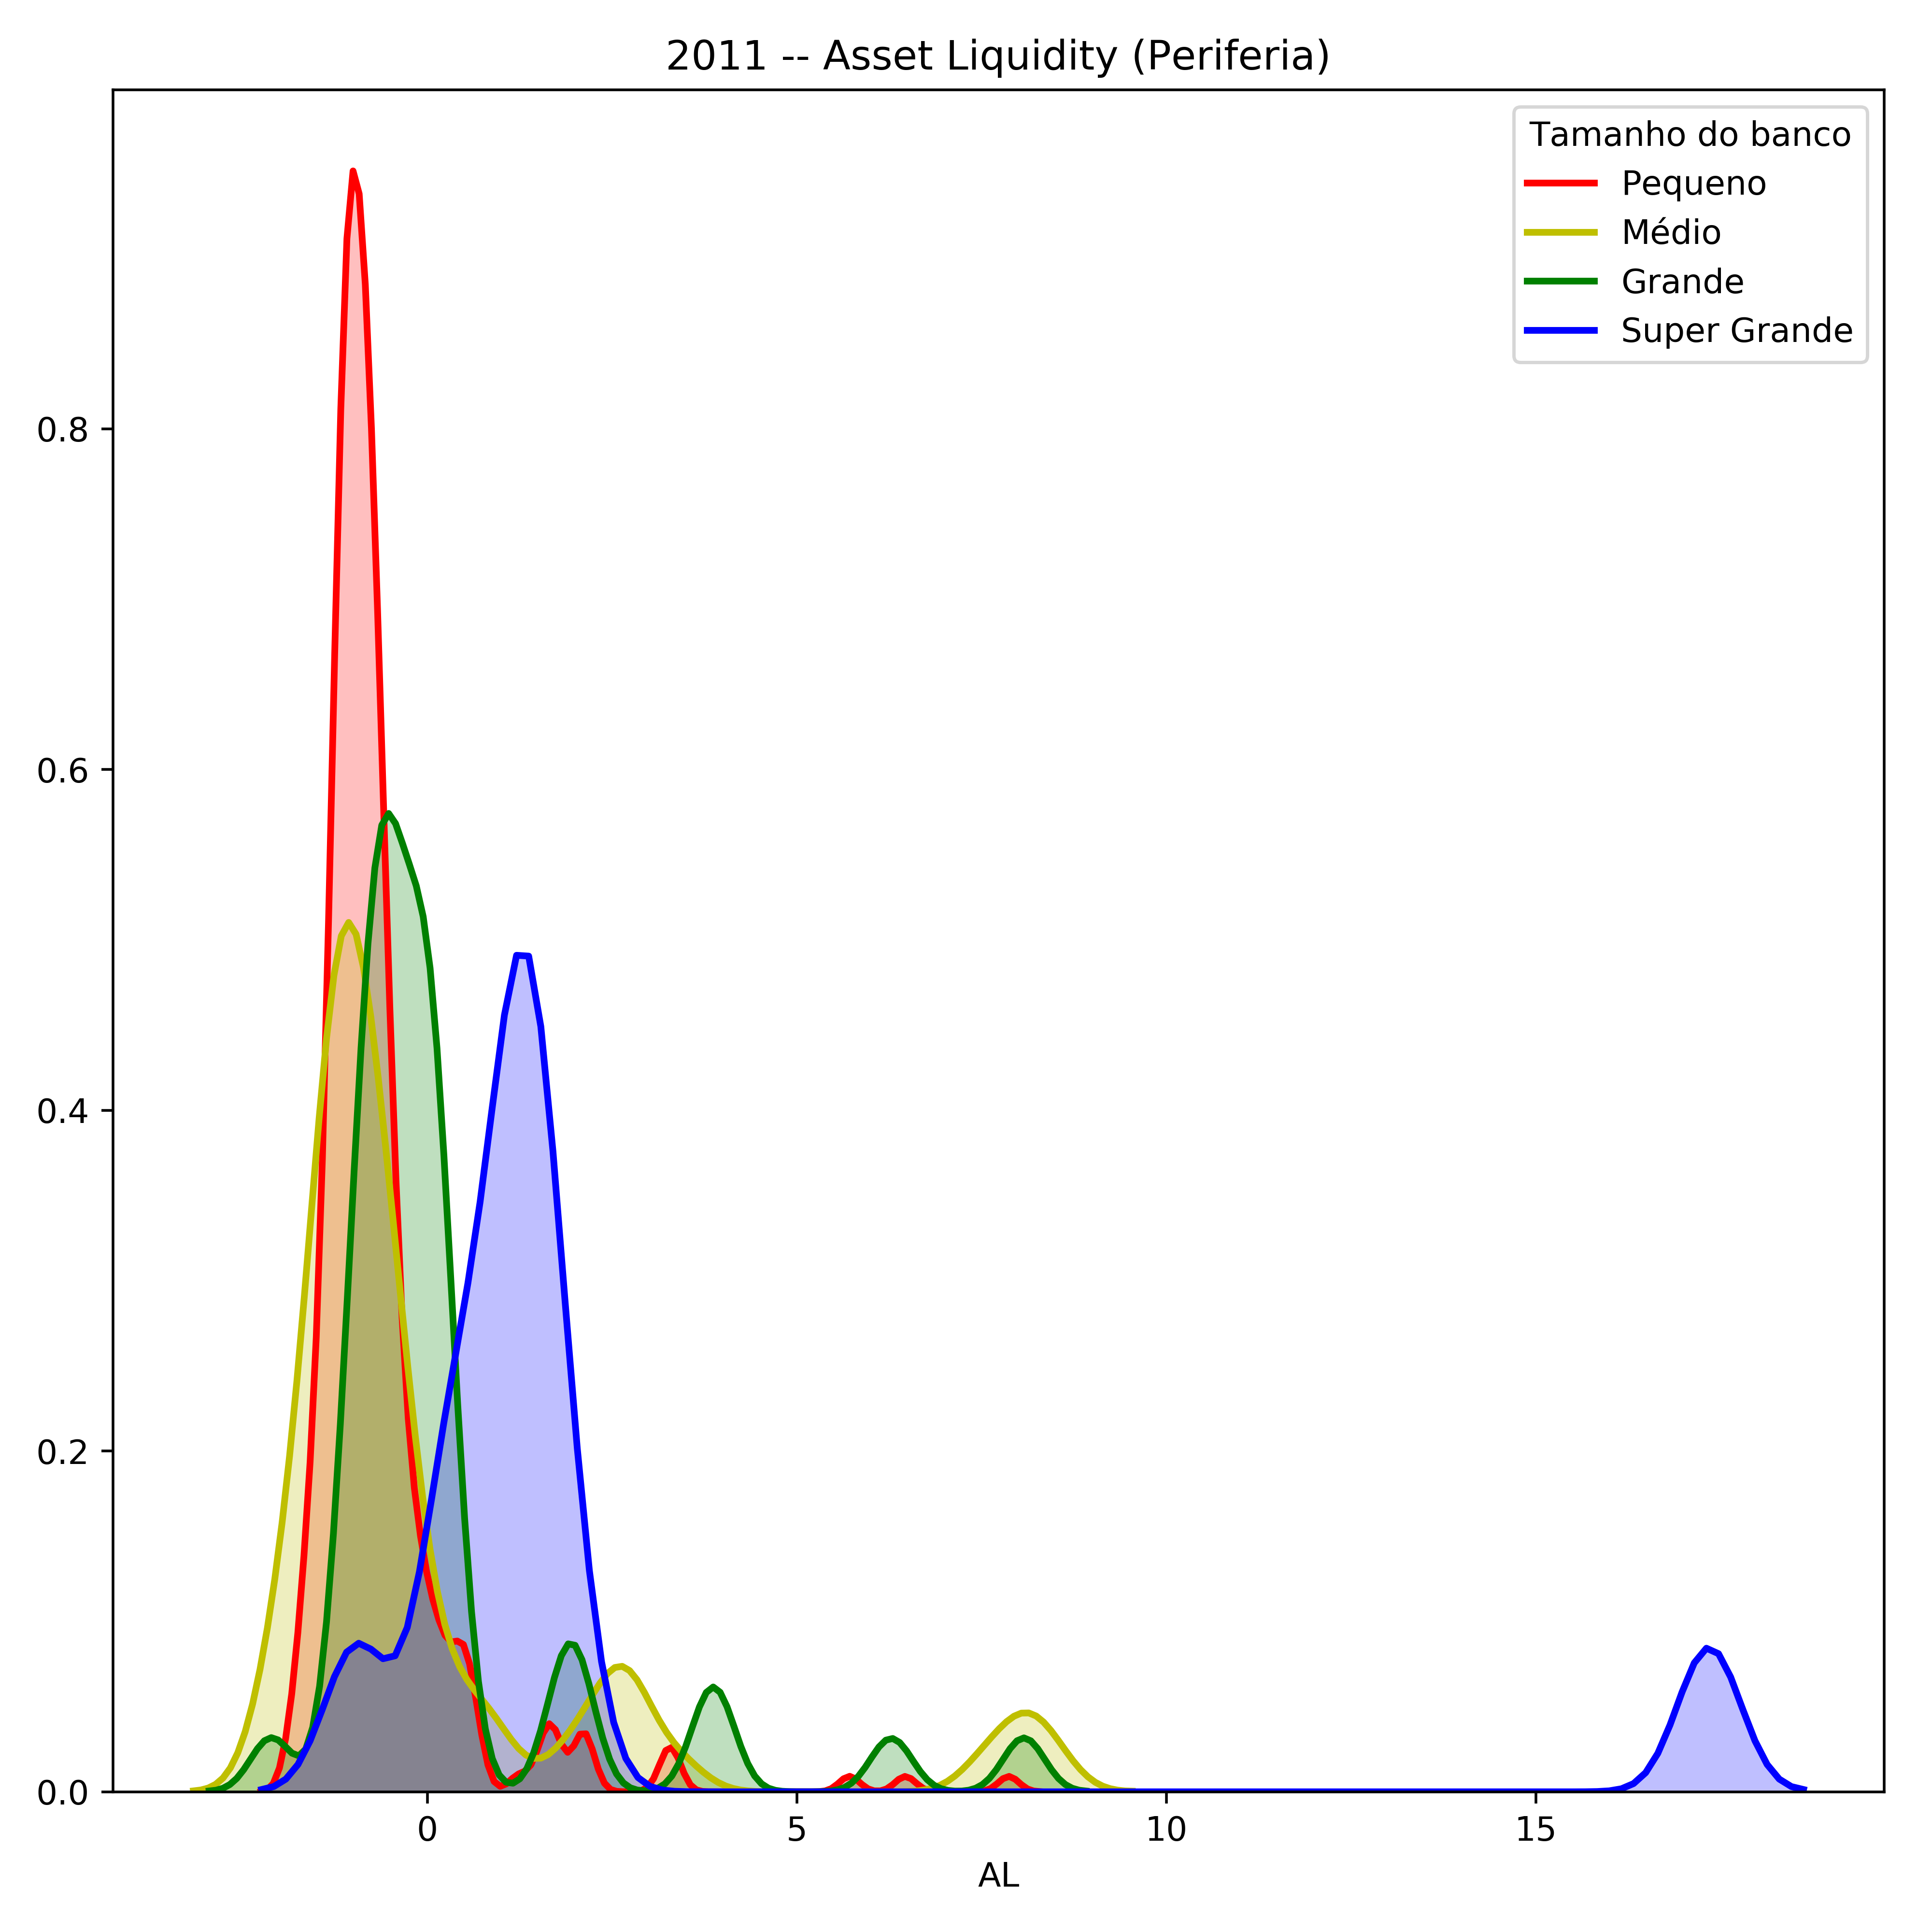 2011 -- Asset Liquidity (Periferia)
Tamanho do banco
Pequeno
Médio
Grande
Super Grande
0.8
0.6
0.4
0.2
0.0
0 5 10 15
AL